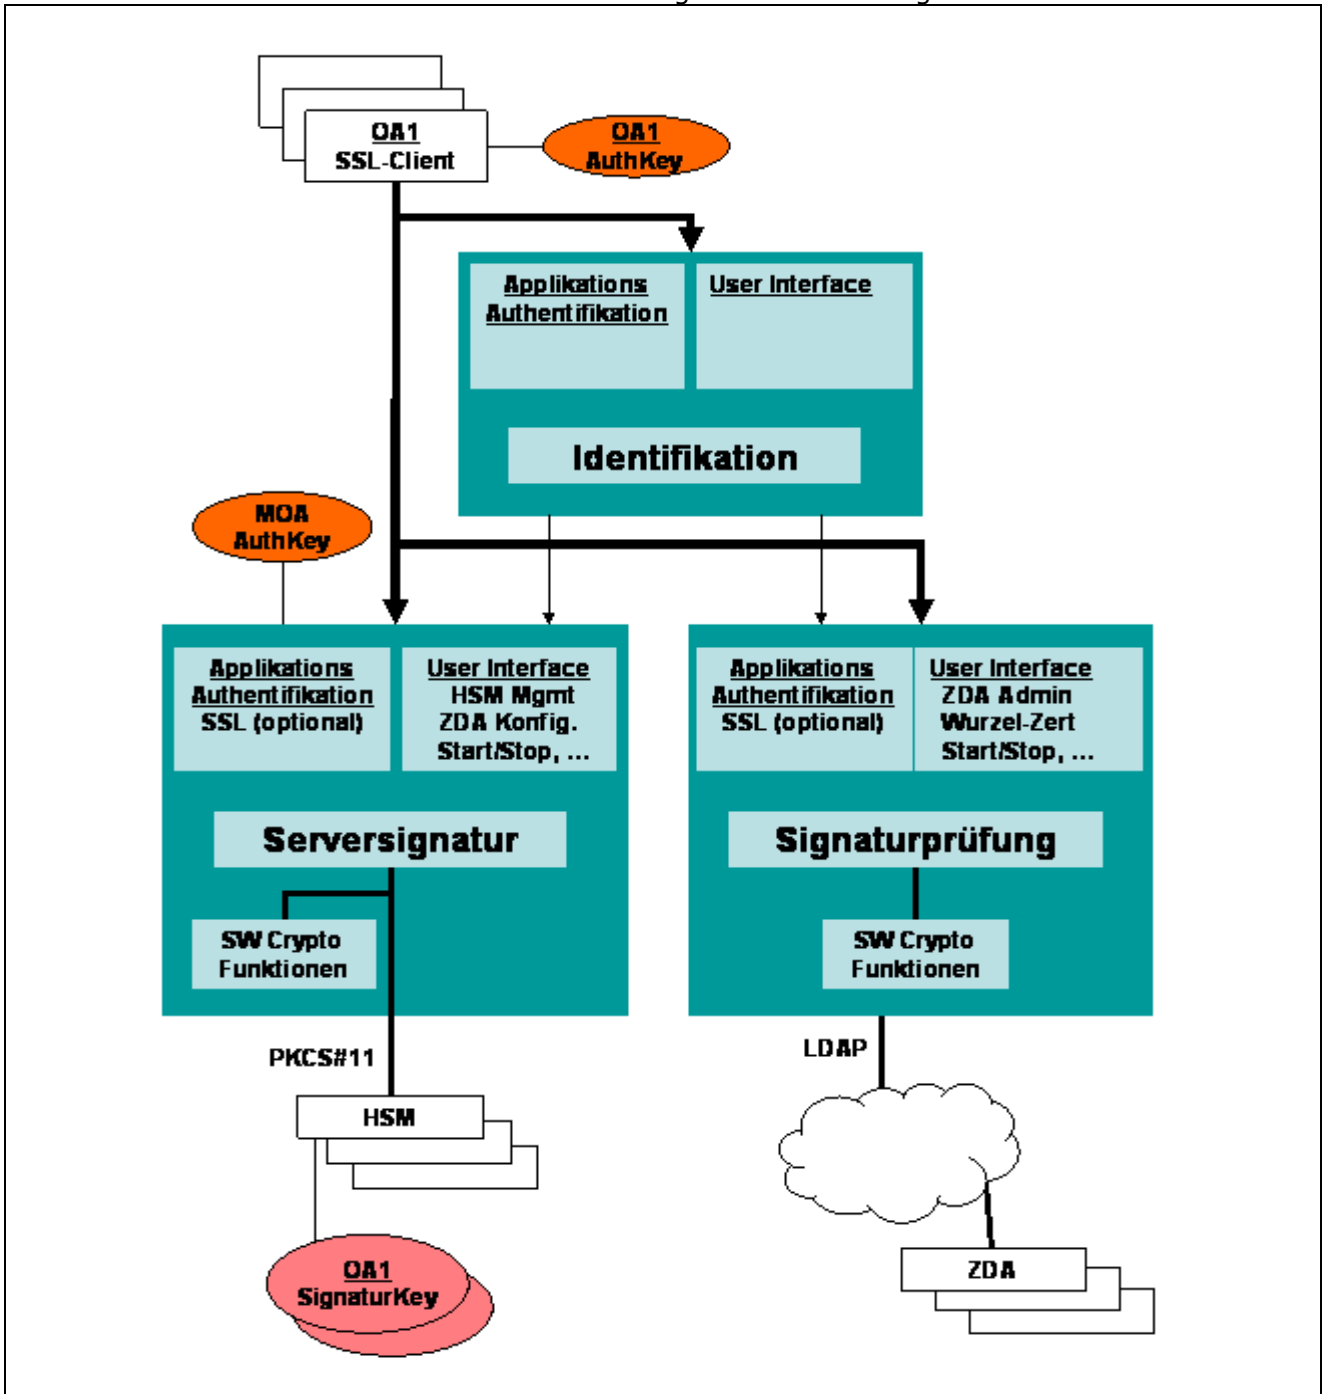 OA1
SSL-Client
OA1
AuthKey
Applikations
Authentifikation
User Interface
Identifikation
MOA
AuthKey
Applikations
Authentifikation
SSL (optional)
User Interface
HSM Mgmt
ZDA Konfig.
Start/Stop, ...
Applikations
Authentifikation
SSL (optional)
User Interface
ZDA Admin
Wurzel-Zert
Start/Stop, ...
Serversignatur
Signaturprüfung
SW Crypto
Funktionen
SW Crypto
Funktionen
PKCS#11
LDAP
HSM
OA1
SignaturKey
ZDA